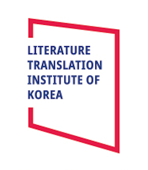 LITERATURE
TRANSLATION
INSTITUTE OF
KOREA